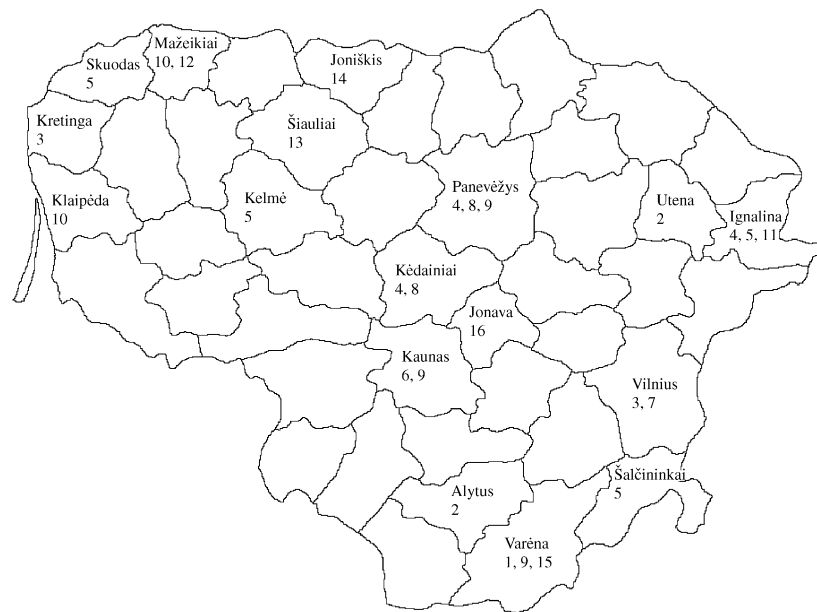 Mažeikiai
10, 12
Skuodas
5
Joniškis
14
Kretinga
3
Šiauliai
13
Klaipėda
10
Kelmė
5
Panevėžys
4, 8, 9
Utena
2
Ignalina
4, 5, 11
Kėdainiai
4, 8
Jonava
16
Kaunas
6, 9
Vilnius
3, 7
Šalčininkai
5
Alytus
2
Varėna
1, 9, 15